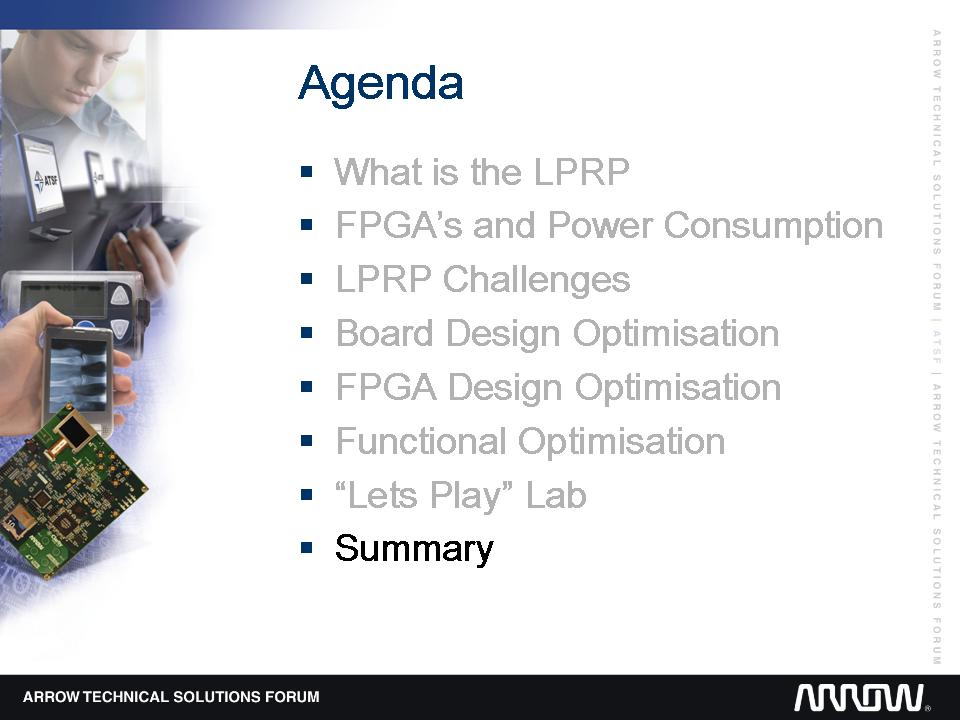 Agenda
▪ What is the LPRP
▪ FPGA’s and Power Consumption
▪ LPRP Challenges
▪ Board Design Optimisation
▪ FPGA Design Optimisation
▪ Functional Optimisation
▪ “Lets Play” Lab
▪ Summary
ATSF
ARROW TECHNICAL SOLUTIONS FORUM | ATSF | ARROW TECHNICAL SOLUTIONS FORUM
ARROW TECHNICAL SOLUTIONS FORUM
ARROW®